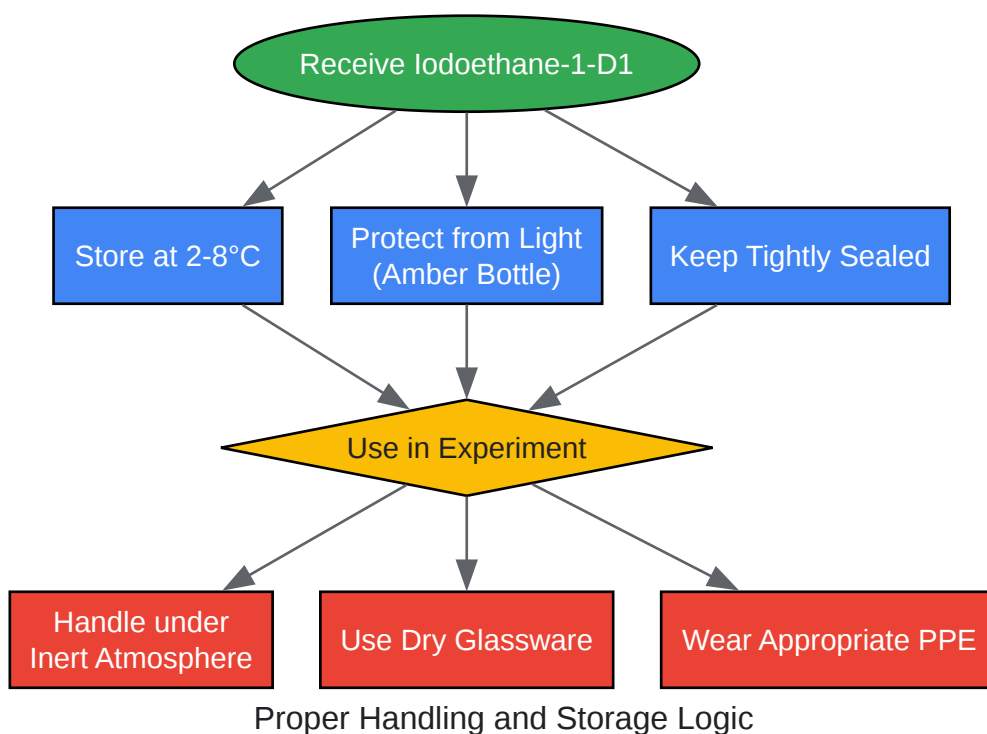 Receive Iodoethane-1-D1
Store at 2-8°C
Protect from Light
(Amber Bottle)
Keep Tightly Sealed
Use in Experiment
Handle under
Inert Atmosphere
Use Dry Glassware
Wear Appropriate PPE
Proper Handling and Storage Logic